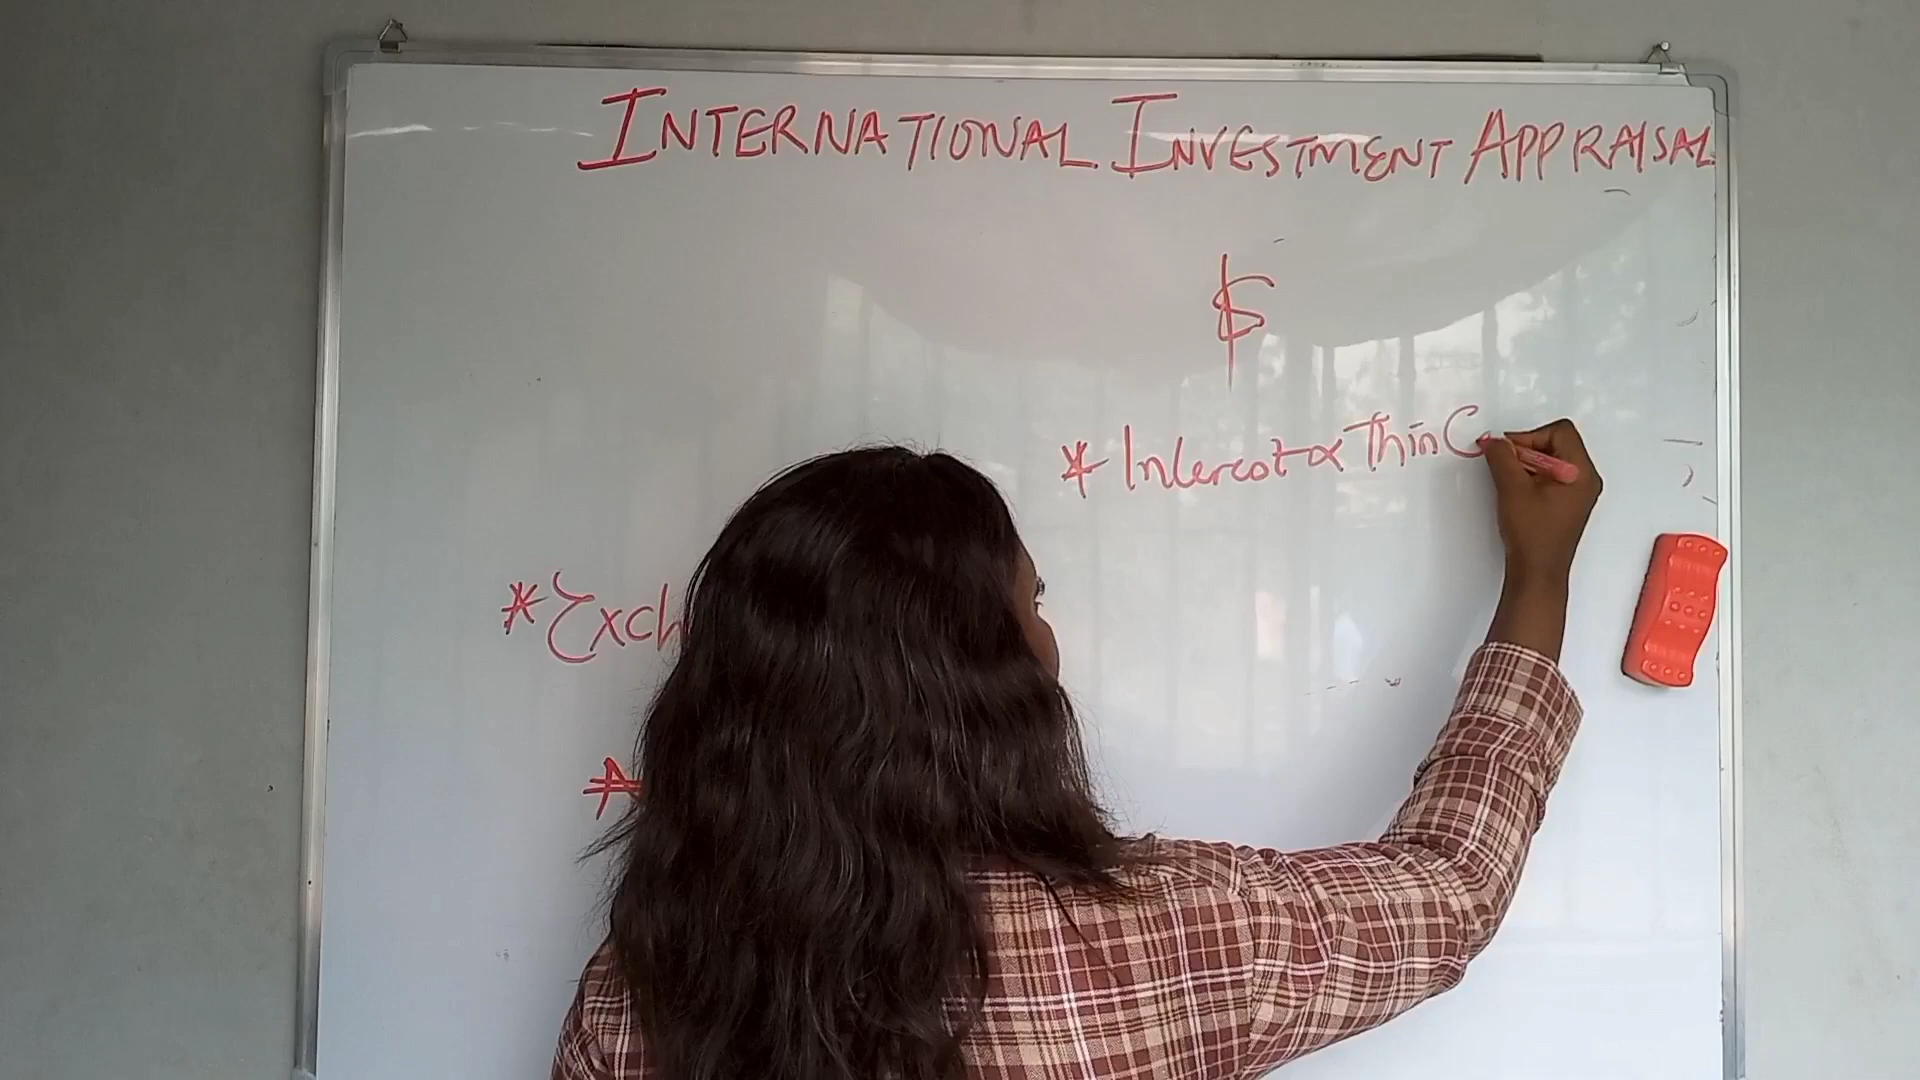 INTERNATIONAL INVESTMENT APPRAISAL
$
* Intercot α Thin C
* Exch
*